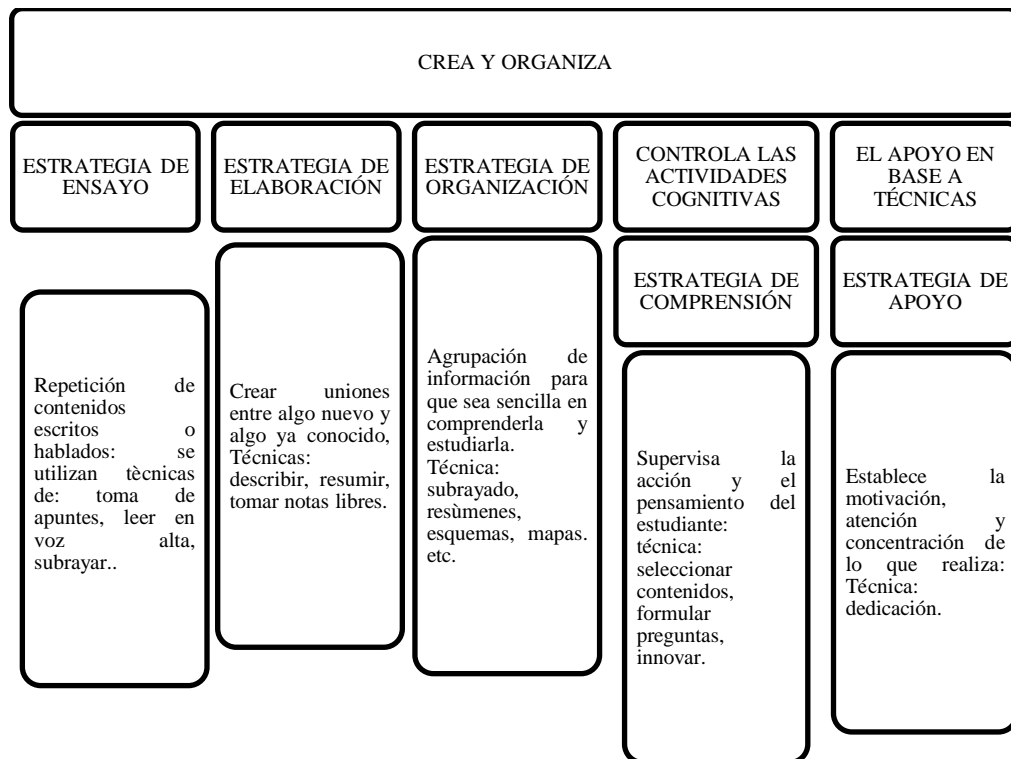 CREA Y ORGANIZA
ESTRATEGIA DE
ENSAYO
ESTRATEGIA DE
ELABORACIÓN
ESTRATEGIA DE
ORGANIZACIÓN
CONTROLA LAS
ACTIVIDADES
COGNITIVAS
EL APOYO EN
BASE A
TÉCNICAS
Repetición de
contenidos
escritos o
hablados: se
utilizan tècnicas
de: toma de
apuntes, leer en
voz alta,
subrayar..
Crear uniones
entre algo nuevo y
algo ya conocido,
Técnicas:
describir, resumir,
tomar notas libres.
Agrupación de
información para
que sea sencilla en
comprenderla y
estudiarla.
Técnica:
subrayado,
resùmenes,
esquemas, mapas.
etc.
ESTRATEGIA DE
COMPRENSIÓN
Supervisa la
acción y el
pensamiento del
estudiante:
técnica:
seleccionar
contenidos,
formular
preguntas,
innovar.
ESTRATEGIA DE
APOYO
Establece la
motivación,
atención y
concentración de
lo que realiza:
Técnica:
dedicación.